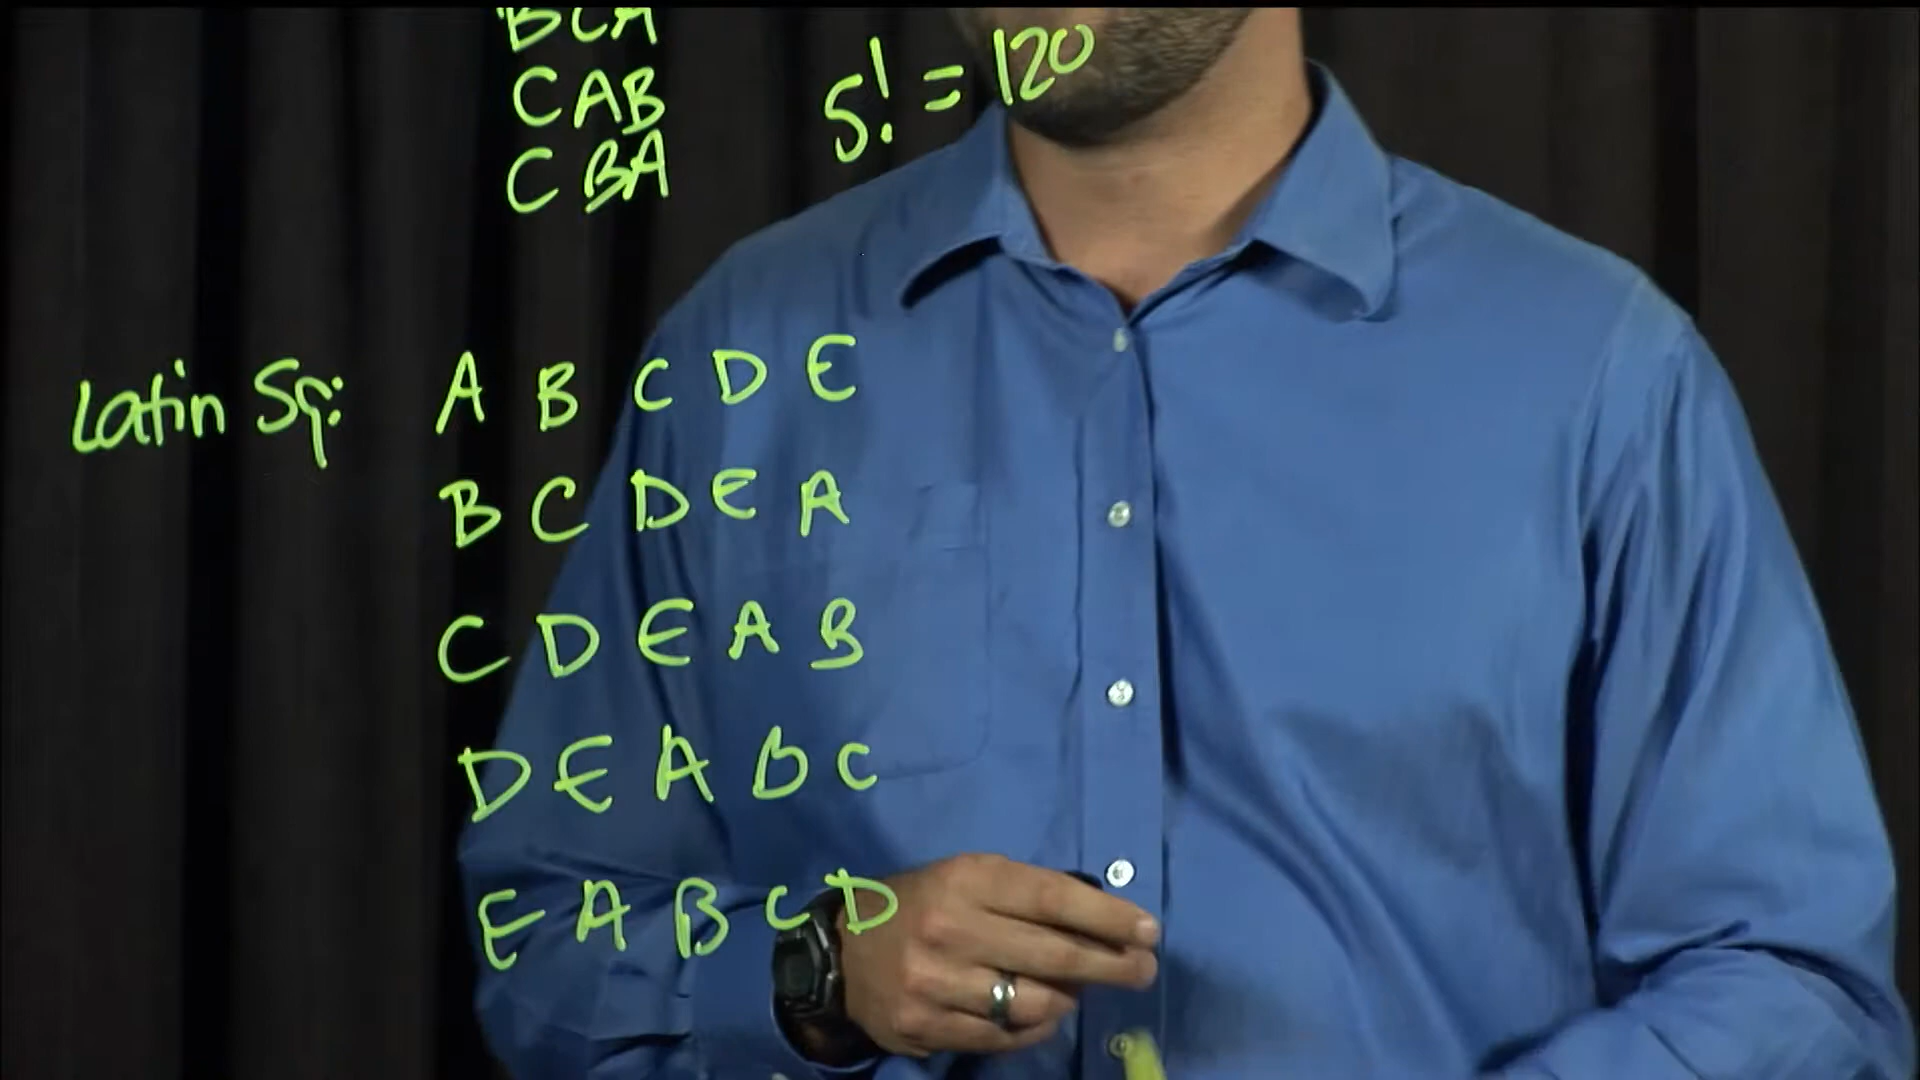 BCA
CAB
CBA
5! = 120
Latin Sq:
A B C D E
B C D E A
C D E A B
D E A B C
E A B C D